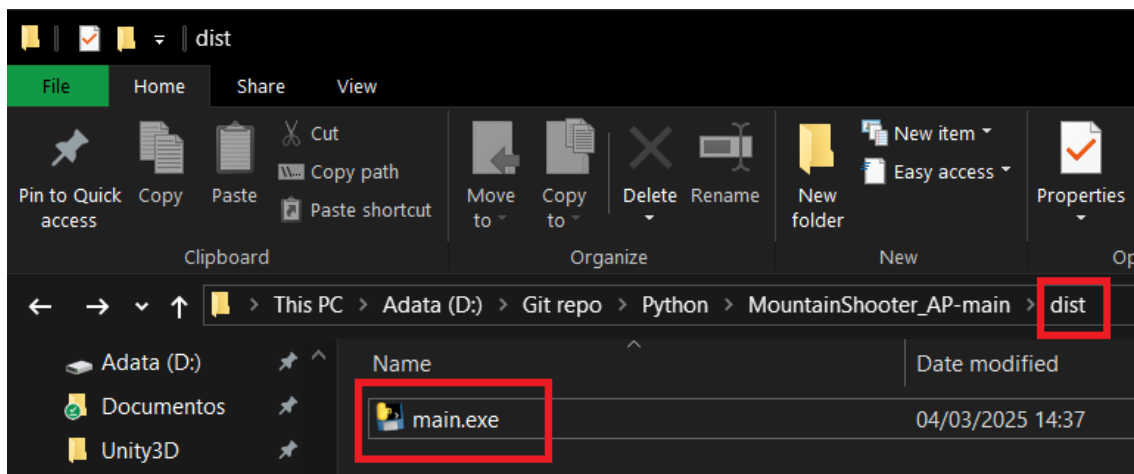 dist
File Home Share View
Pin to Quick access
Copy
Paste
Cut
Copy path
Paste shortcut
Move to
Copy to
Delete
Rename
New folder
New item
Easy access
Properties
Clipboard Organize New Op
This PC > Adata (D:) > Git repo > Python > MountainShooter_AP-main > dist
Adata (D:)
Documentos
Unity3D
Name Date modified
main.exe 04/03/2025 14:37